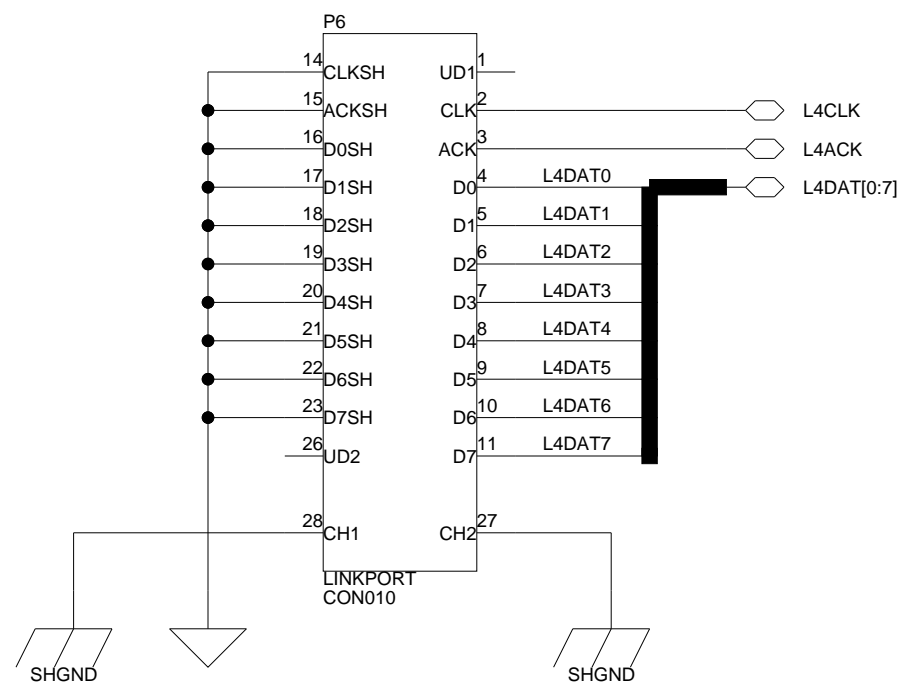 P6
14 CLKSH UD1 1
15 ACKSH CLK 2 L4CLK
16 D0SH ACK 3 L4ACK
17 D1SH D0 4 L4DAT0 L4DAT[0:7]
18 D2SH D1 5 L4DAT1
19 D3SH D2 6 L4DAT2
20 D4SH D3 7 L4DAT3
21 D5SH D4 8 L4DAT4
22 D6SH D5 9 L4DAT5
23 D7SH D6 10 L4DAT6
26 UD2 D7 11 L4DAT7
28 CH1 CH2 27
LINKPORT
CON010
SHGND SHGND